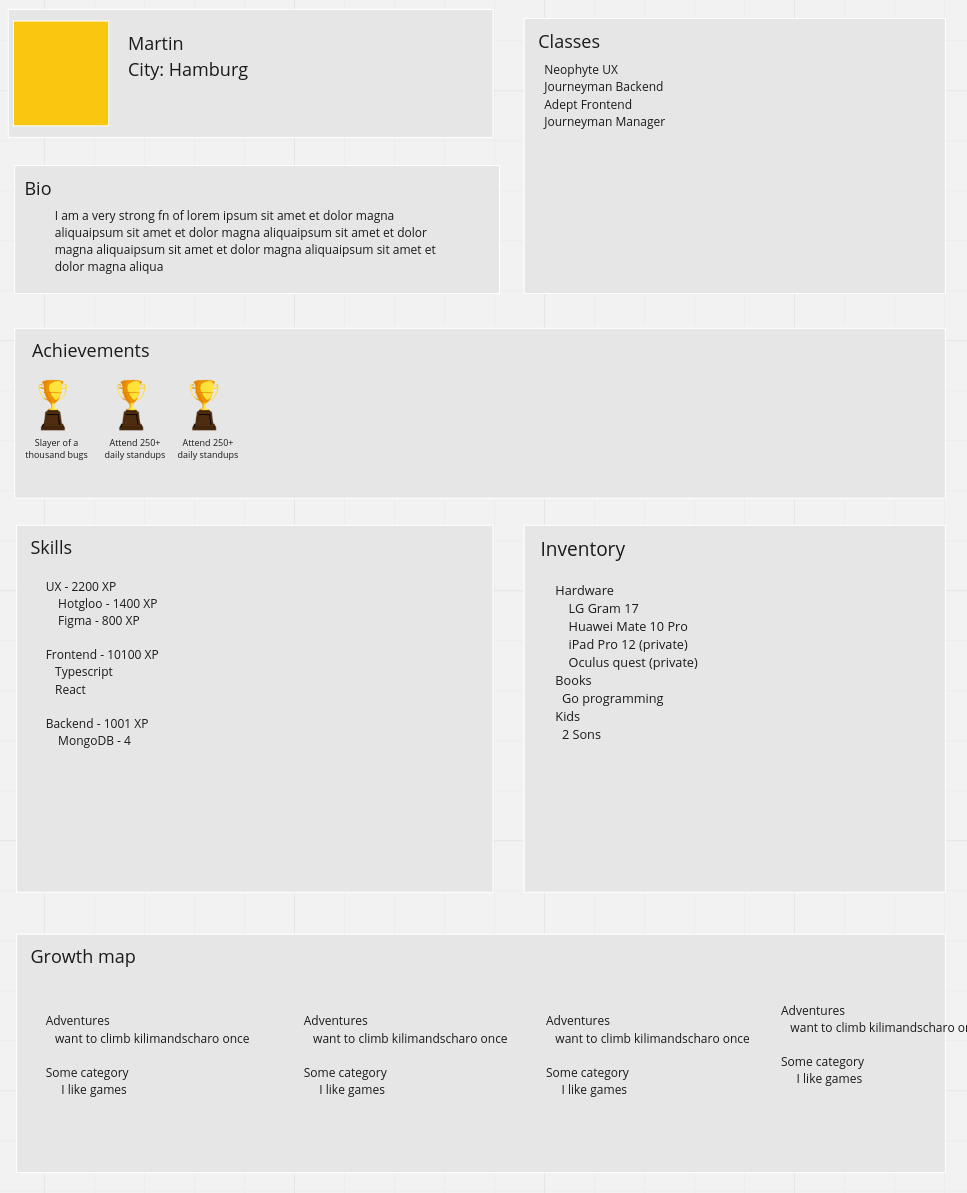 Martin
City: Hamburg
Classes
Neophyte UX
Journeyman Backend
Adept Frontend
Journeyman Manager
Bio
I am a very strong fn of lorem ipsum sit amet et dolor magna
aliquaipsum sit amet et dolor magna aliquaipsum sit amet et dolor
magna aliquaipsum sit amet et dolor magna aliquaipsum sit amet et
dolor magna aliqua
Achievements
Slayer of a
thousand bugs
Attend 250+
daily standups
Attend 250+
daily standups
Skills
UX - 2200 XP
Hotgloo - 1400 XP
Figma - 800 XP
Frontend - 10100 XP
Typescript
React
Backend - 1001 XP
MongoDB - 4
Inventory
Hardware
LG Gram 17
Huawei Mate 10 Pro
iPad Pro 12 (private)
Oculus quest (private)
Books
Go programming
Kids
2 Sons
Growth map
Adventures
want to climb kilimandscharo once
Some category
I like games
Adventures
want to climb kilimandscharo once
Some category
I like games
Adventures
want to climb kilimandscharo once
Some category
I like games
Adventures
want to climb kilimandscharo
Some category
I like games